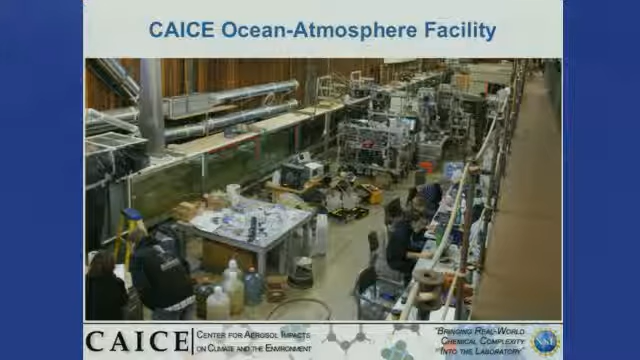 CAICE Ocean-Atmosphere Facility
CAICE
CENTER FOR AEROSOL IMPACTS
ON CLIMATE AND THE ENVIRONMENT
"BRINGING REAL-WORLD
CHEMICAL COMPLEXITY
INTO THE LABORATORY"
NSF